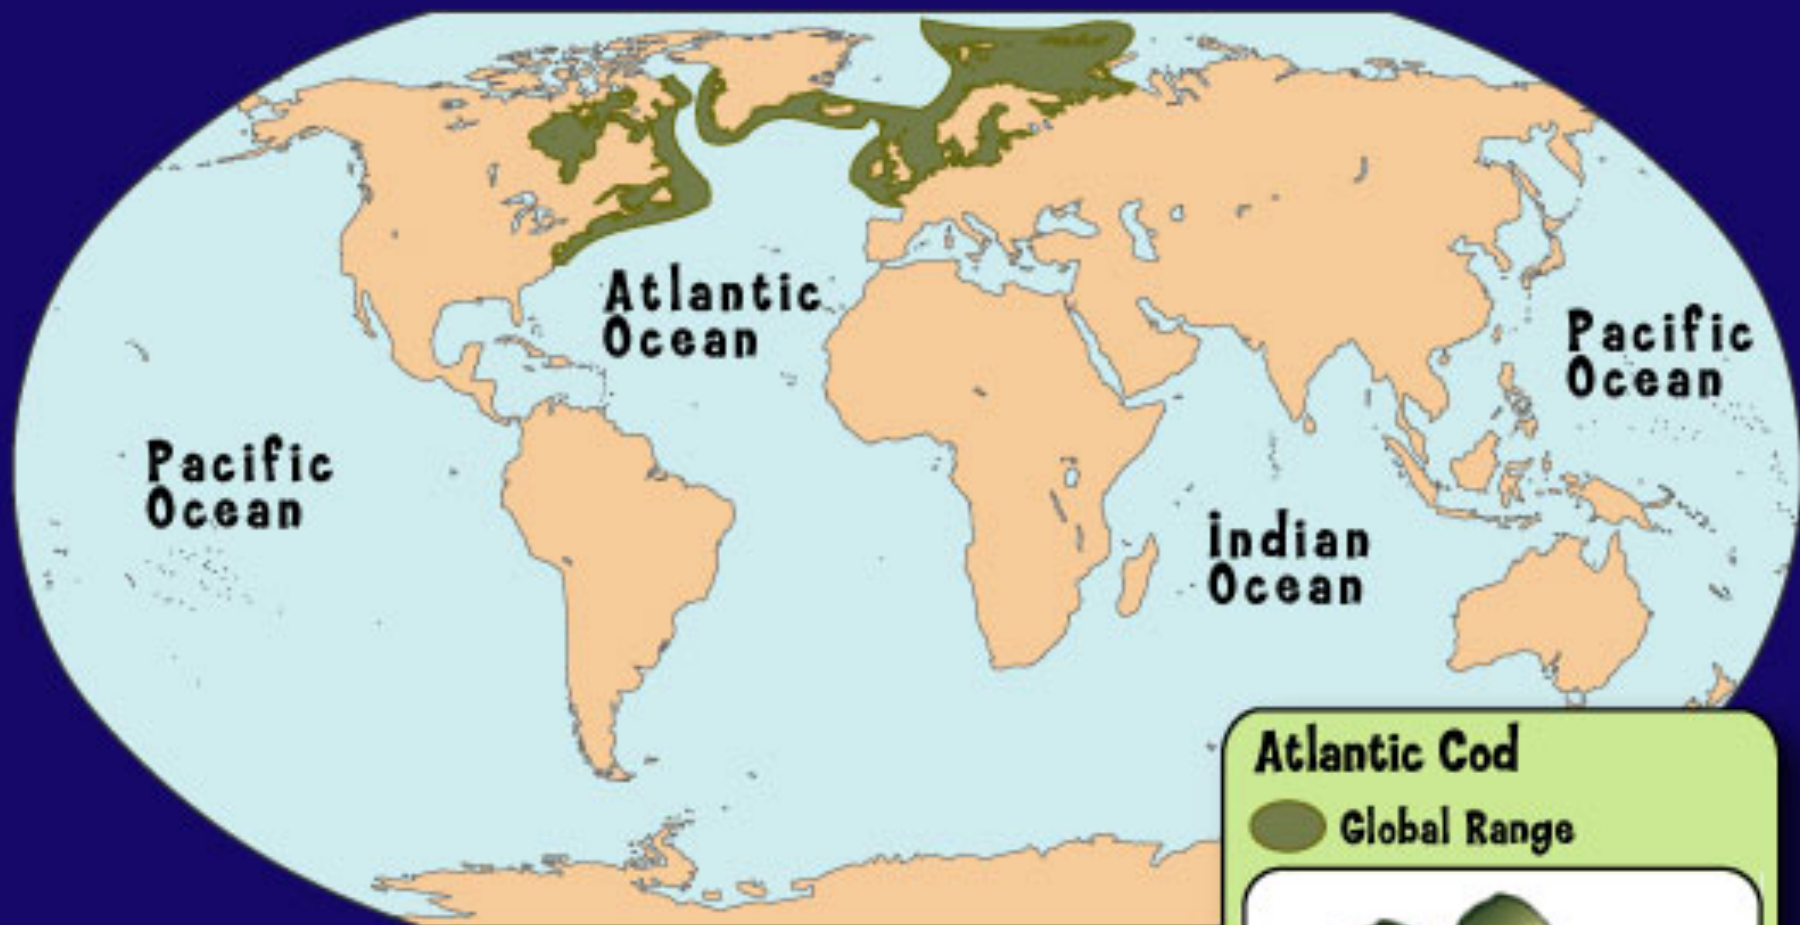 Atlantic
Ocean
Pacific
Ocean
Pacific
Ocean
indian
Ocean
Atlantic Cod
Global Range